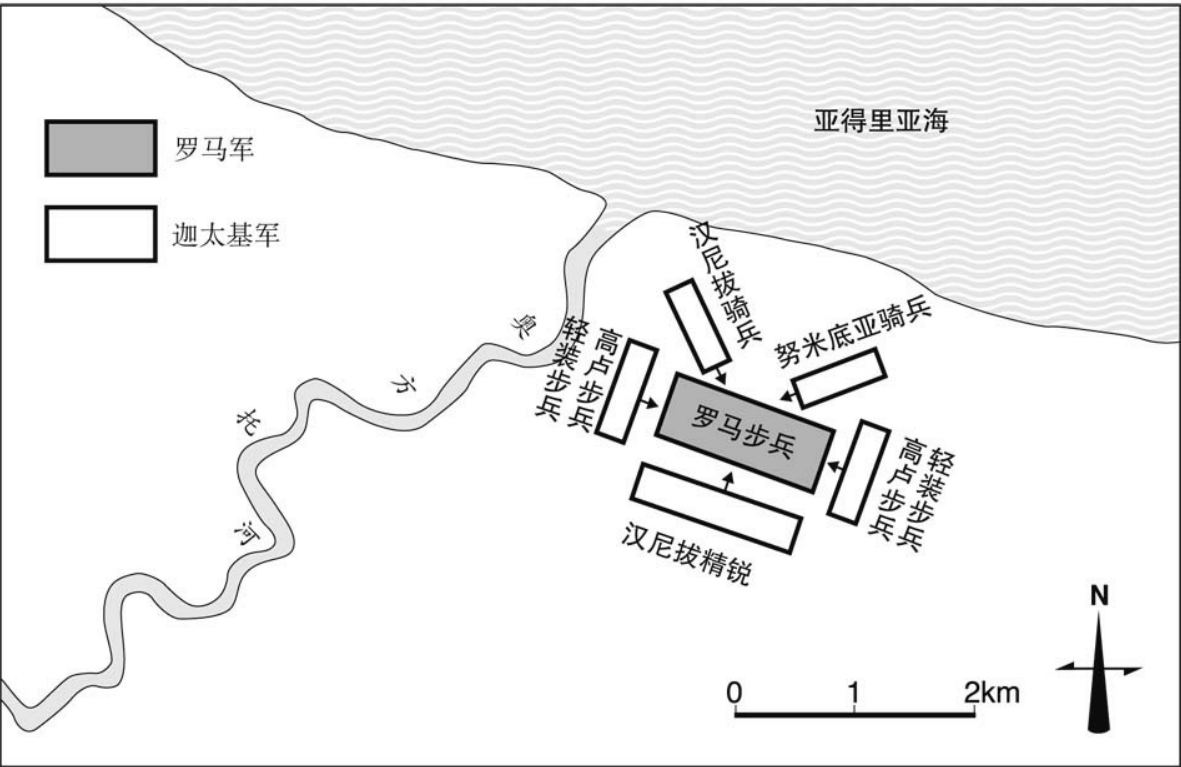 亚得里亚海
罗马军
迦太基军
汉尼拔骑兵
努米底亚骑兵
奥方托河
高卢步兵
轻装步兵
罗马步兵
轻装步兵
高卢步兵
汉尼拔精锐
N
0 1 2km